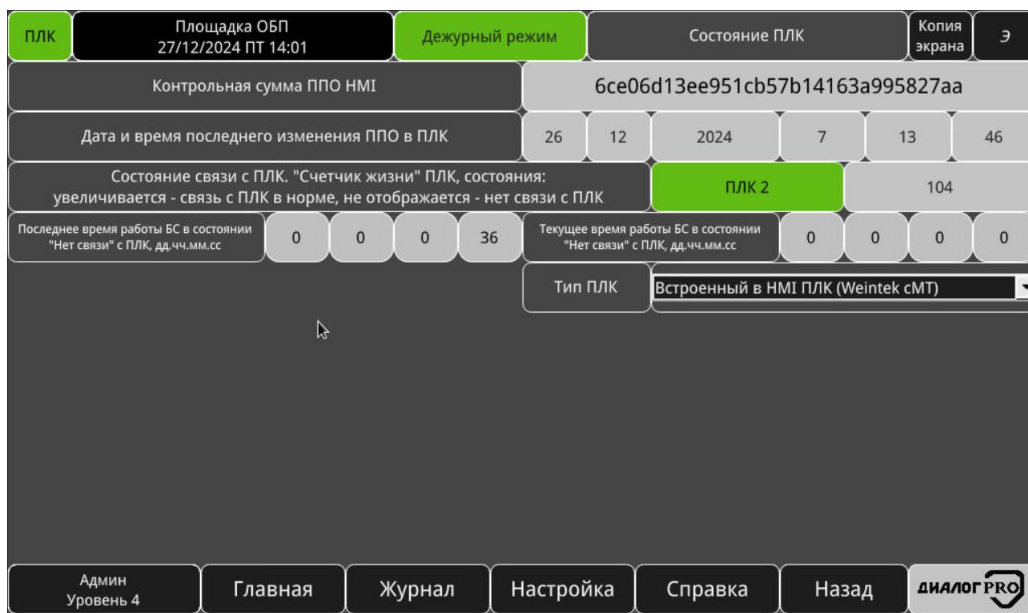 ПЛК
Площадка ОБП
27/12/2024 ПТ 14:01
Дежурный режим
Состояние ПЛК
Копия
экрана
Э
Контрольная сумма ППО HMI
6ce06d13ee951cb57b14163a995827aa
Дата и время последнего изменения ППО в ПЛК
26 12 2024 7 13 46
Состояние связи с ПЛК. "Счетчик жизни" ПЛК, состояния:
увеличивается - связь с ПЛК в норме, не отображается - нет связи с ПЛК
ПЛК 2
104
Последнее время работы БС в состоянии
"Нет связи" с ПЛК, дд.чч.мм.сс
0 0 0 36
Текущее время работы БС в состоянии
"Нет связи" с ПЛК, дд.чч.мм.сс
0 0 0 0
Тип ПЛК
Встроенный в HMI ПЛК (Weintek cMT)
Админ
Уровень 4
Главная
Журнал
Настройка
Справка
Назад
ДИАЛОГ PRO